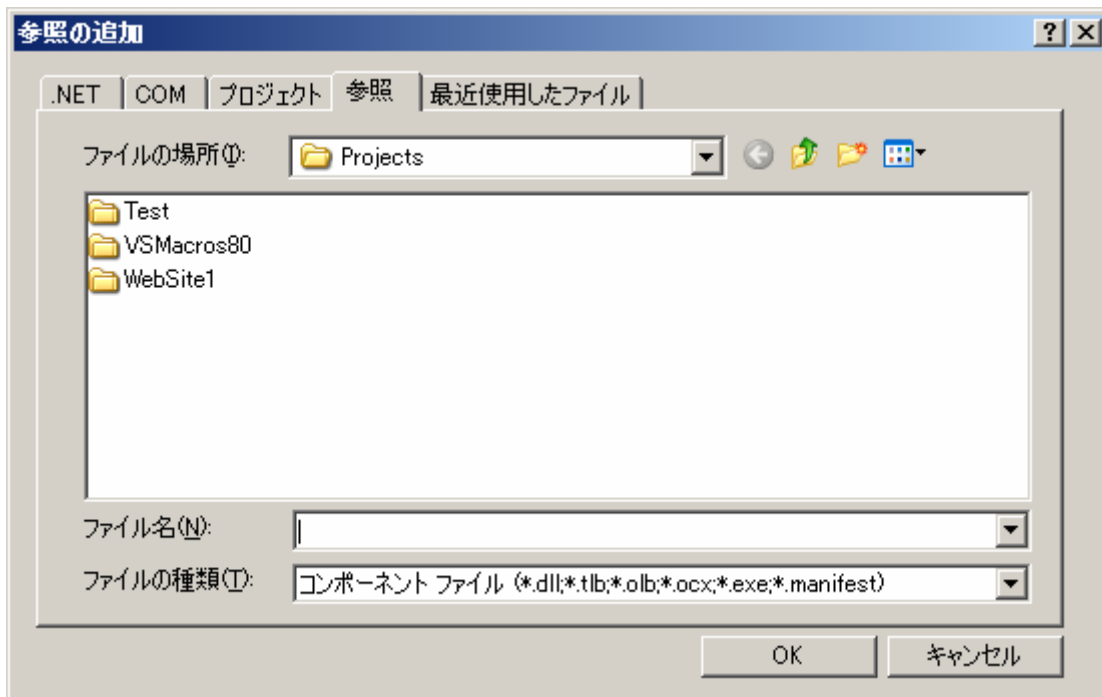 参照の追加
.NET COM プロジェクト 参照 最近使用したファイル
ファイルの場所(I): Projects
Test
VSMacros80
WebSite1
ファイル名(N):
ファイルの種類(T): コンポーネント ファイル (*.dll;*.tlb;*.olb;*.ocx;*.exe;*.manifest)
OK キャンセル